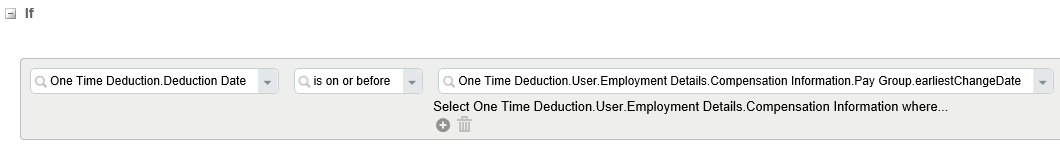 If
One Time Deduction.Deduction Date is on or before One Time Deduction.User.Employment Details.Compensation Information.Pay Group.earliestChangeDate
Select One Time Deduction.User.Employment Details.Compensation Information where...